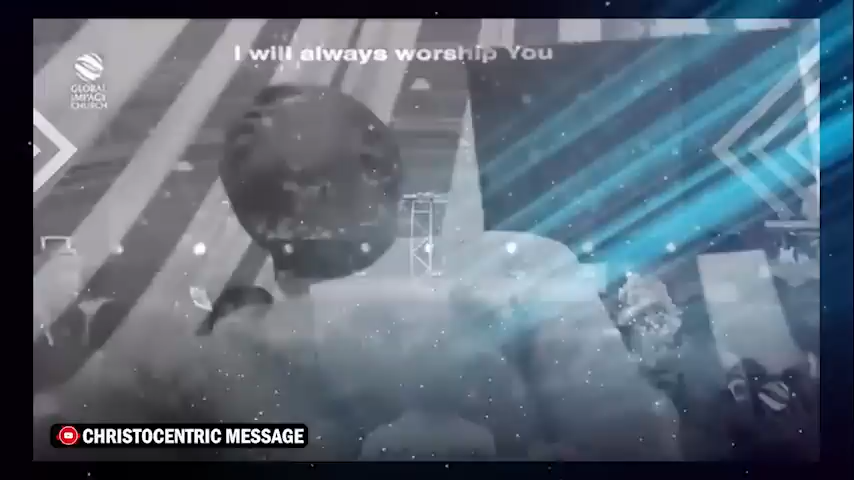 I will always worship You
GLOBAL
IMPACT
CHURCH
CHRISTOCENTRIC MESSAGE